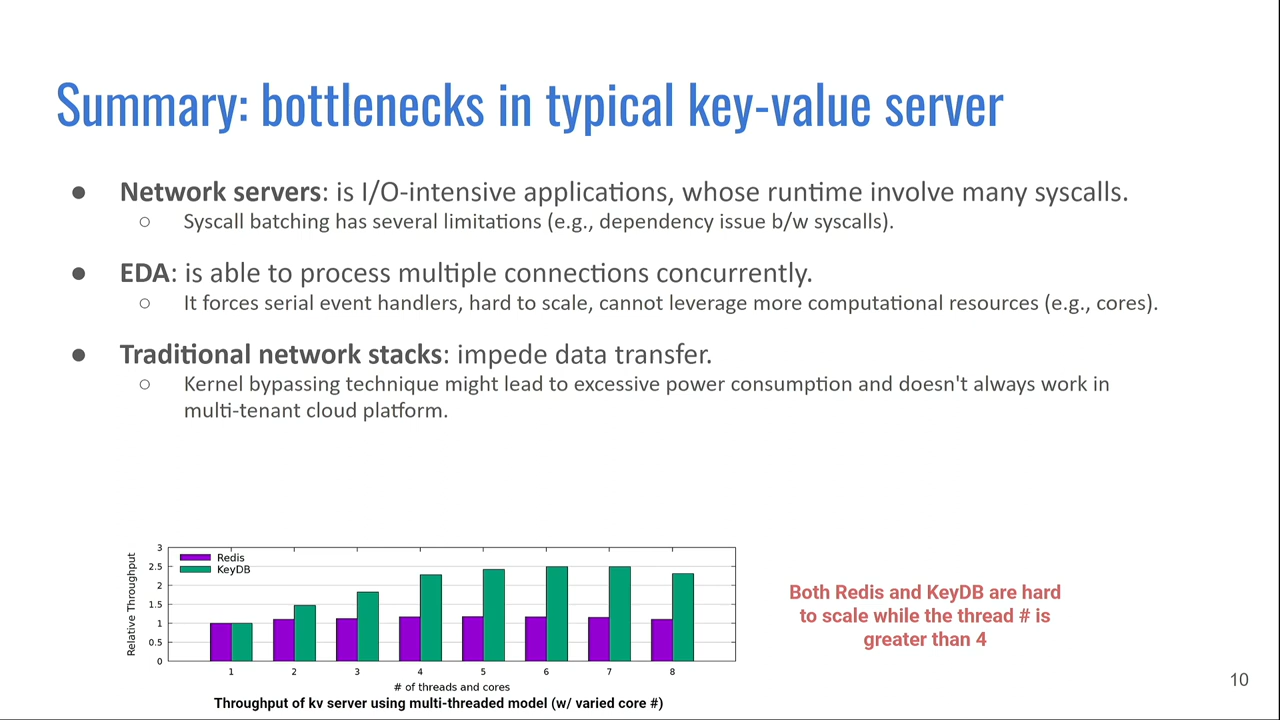 Summary: bottlenecks in typical key-value server
● Network servers: is I/O-intensive applications, whose runtime involve many syscalls.
○ Syscall batching has several limitations (e.g., dependency issue b/w syscalls).
● EDA: is able to process multiple connections concurrently.
○ It forces serial event handlers, hard to scale, cannot leverage more computational resources (e.g., cores).
● Traditional network stacks: impede data transfer.
○ Kernel bypassing technique might lead to excessive power consumption and doesn't always work in
multi-tenant cloud platform.
Relative Throughput
3
2.5
2
1.5
1
0.5
0
Redis
KeyDB
1 2 3 4 5 6 7 8
# of threads and cores
Throughput of kv server using multi-threaded model (w/ varied core #)
Both Redis and KeyDB are hard
to scale while the thread # is
greater than 4
10